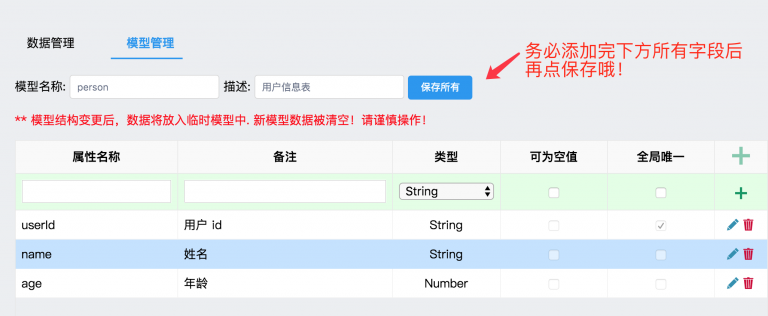 数据管理 模型管理
务必添加完下方所有字段后
再点保存哦！
模型名称: person 描述: 用户信息表 保存所有
** 模型结构变更后，数据将放入临时模型中. 新模型数据被清空！请谨慎操作！
属性名称 备注 类型 可为空值 全局唯一
String
userId 用户 id String
name 姓名 String
age 年龄 Number